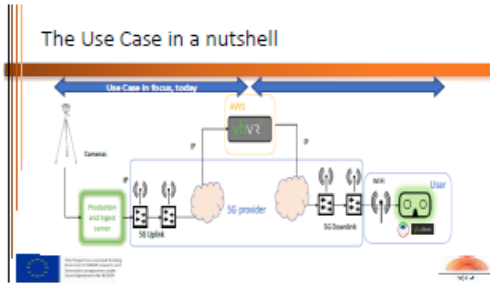 The Use Case in a nutshell
Use Case in focus, today
AWS
YBVR
IP
IP
Cameras
IP
WiFi
User
Production
and Ingest
server
5G provider
5G Uplink
5G Downlink